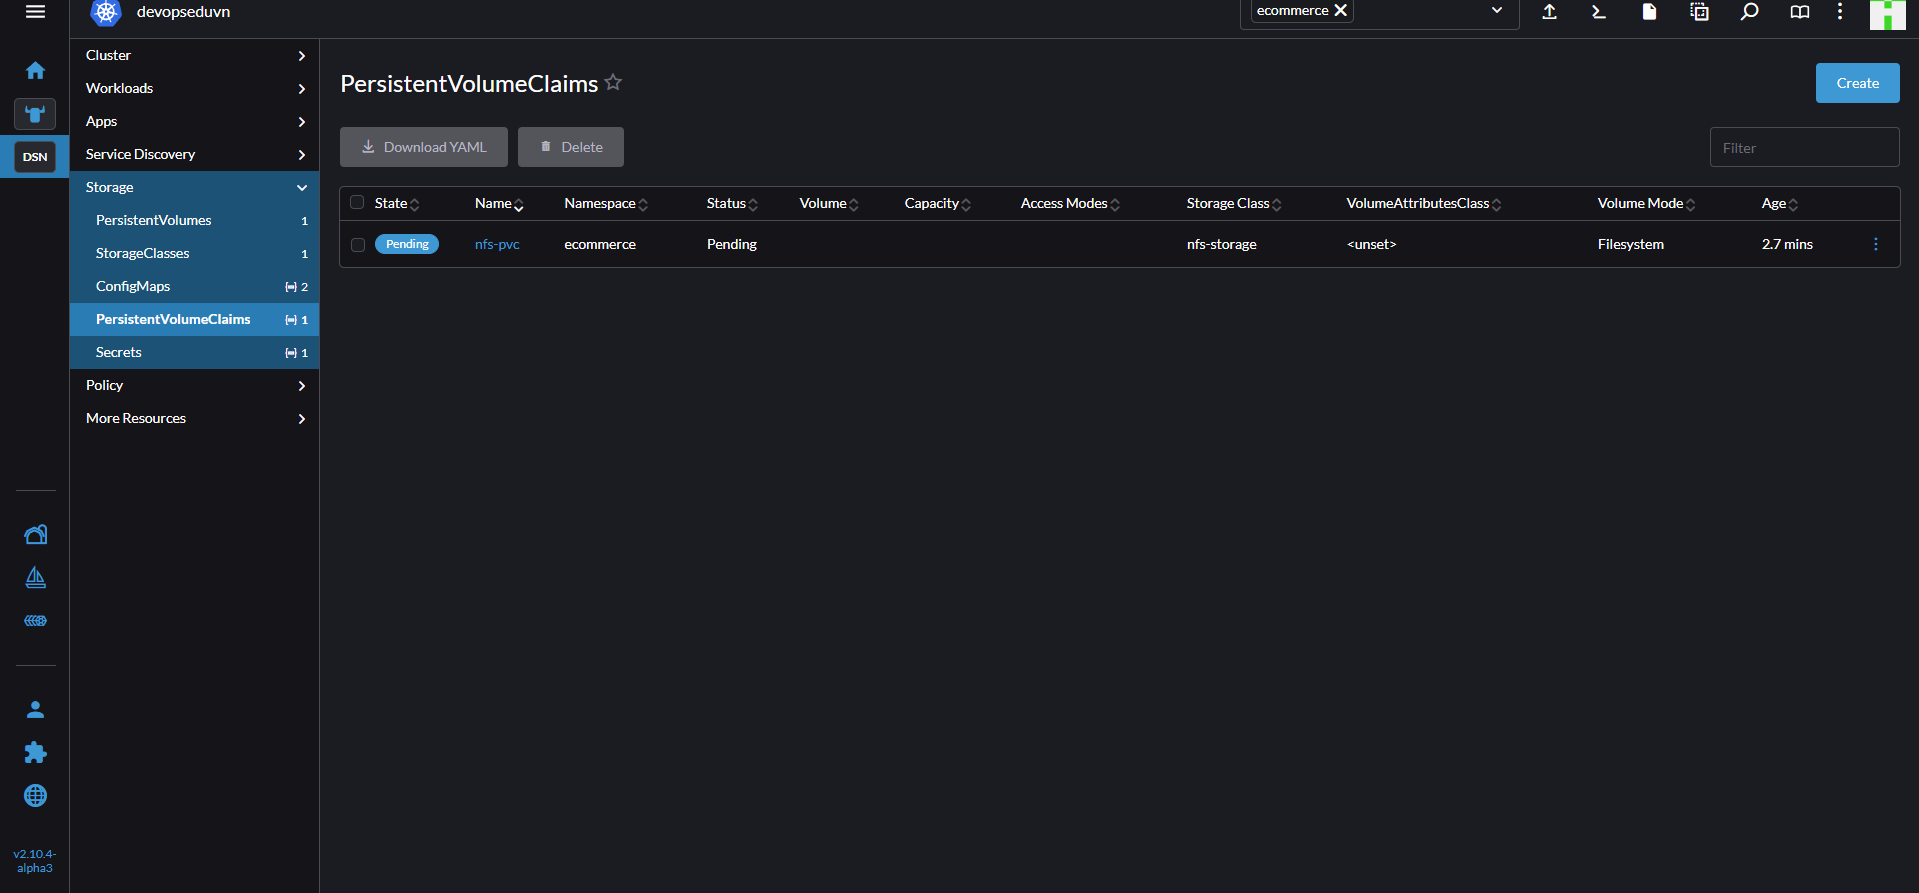 devopseduvn
ecommerce
DSN
Cluster
Workloads
Apps
Service Discovery
Storage
PersistentVolumes 1
StorageClasses 1
ConfigMaps 2
PersistentVolumeClaims 1
Secrets 1
Policy
More Resources
v2.10.4-
alpha3
PersistentVolumeClaims
Create
Download YAML
Delete
Filter
State Name Namespace Status Volume Capacity Access Modes Storage Class VolumeAttributesClass Volume Mode Age
Pending nfs-pvc ecommerce Pending nfs-storage <unset> Filesystem 2.7 mins